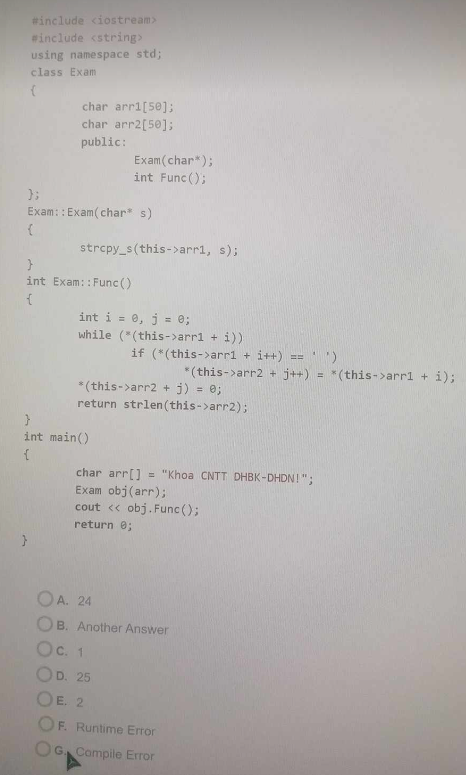 #include <iostream>
#include <string>
using namespace std;
class Exam
{
char arr1[50];
char arr2[50];
public:
Exam(char*);
int Func();
};
Exam::Exam(char* s)
{
strcpy_s(this->arr1, s);
}
int Exam::Func()
{
int i = 0, j = 0;
while (*(this->arr1 + i))
if (*(this->arr1 + i++) == ' ')
*(this->arr2 + j++) = *(this->arr1 + i);
*(this->arr2 + j) = 0;
return strlen(this->arr2);
}
int main()
{
char arr[] = "Khoa CNTT DHBK-DHDN!";
Exam obj(arr);
cout << obj.Func();
return 0;
}
A. 24
B. Another Answer
C. 1
D. 25
E. 2
F. Runtime Error
G. Compile Error